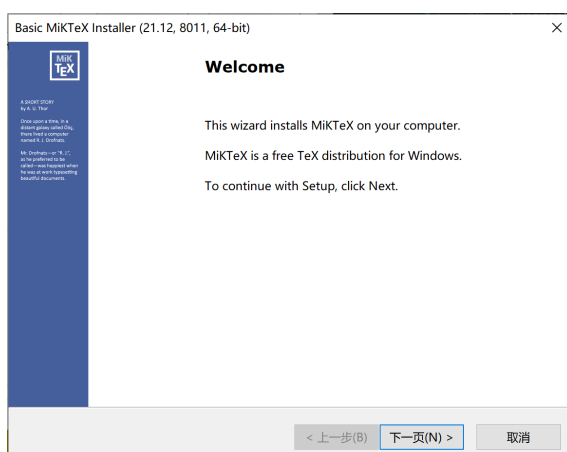 Basic MiKTeX Installer (21.12, 8011, 64-bit)
MiK
TEX
Welcome
A SHORT STORY
by A. U. Thor
Once upon a time, in a
distant galaxy called Ööç,
there lived a computer
named R. J. Drofnats.
Mr. Drofnats—or "R. J.",
as he preferred to be
called—was happiest when
he was at work typesetting
beautiful documents.
This wizard installs MiKTeX on your computer.
MiKTeX is a free TeX distribution for Windows.
To continue with Setup, click Next.
< 上一步(B)
下一页(N) >
取消